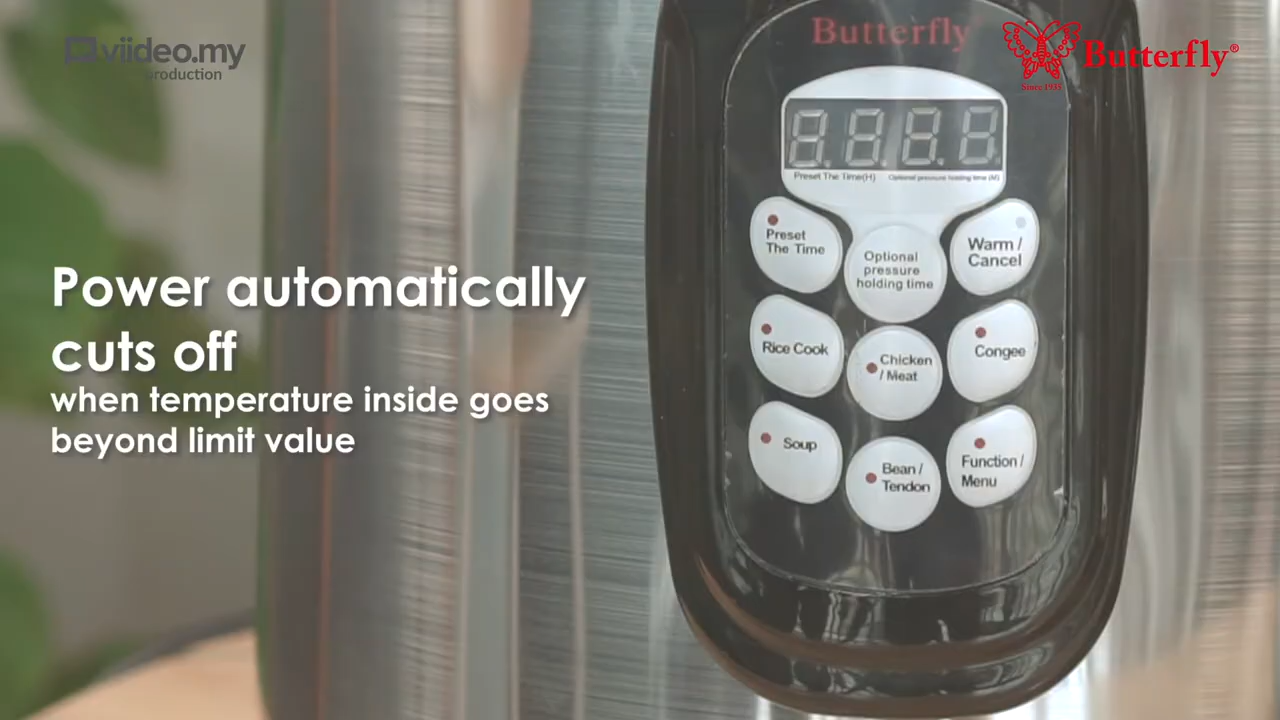 viideo.my
production
Butterfly
Butterfly®
Since 1935
Preset The Time(H)
Optional pressure holding time (M)
Preset
The Time
Optional
pressure
holding time
Warm /
Cancel
Rice Cook
Chicken
/ Meat
Congee
Soup
Bean /
Tendon
Function /
Menu
Power automatically
cuts off
when temperature inside goes
beyond limit value